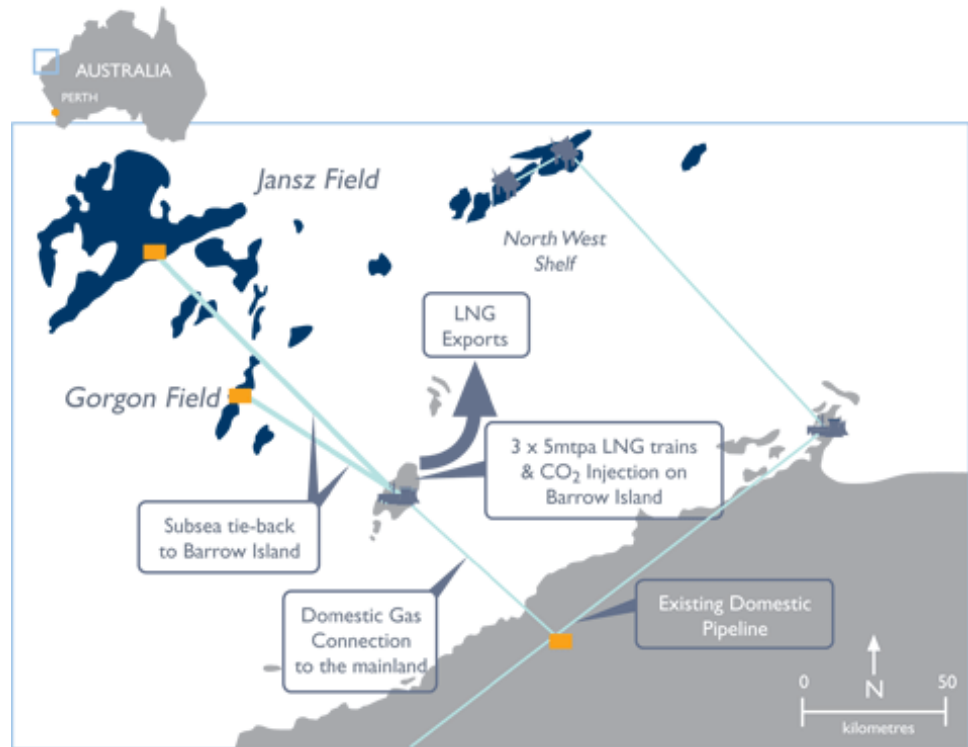 AUSTRALIA
PERTH
Jansz Field
North West
Shelf
LNG
Exports
Gorgon Field
3 x 5mtpa LNG trains
& CO₂ Injection on
Barrow Island
Subsea tie-back
to Barrow Island
Domestic Gas
Connection
to the mainland
Existing Domestic
Pipeline
N
0 50
kilometres